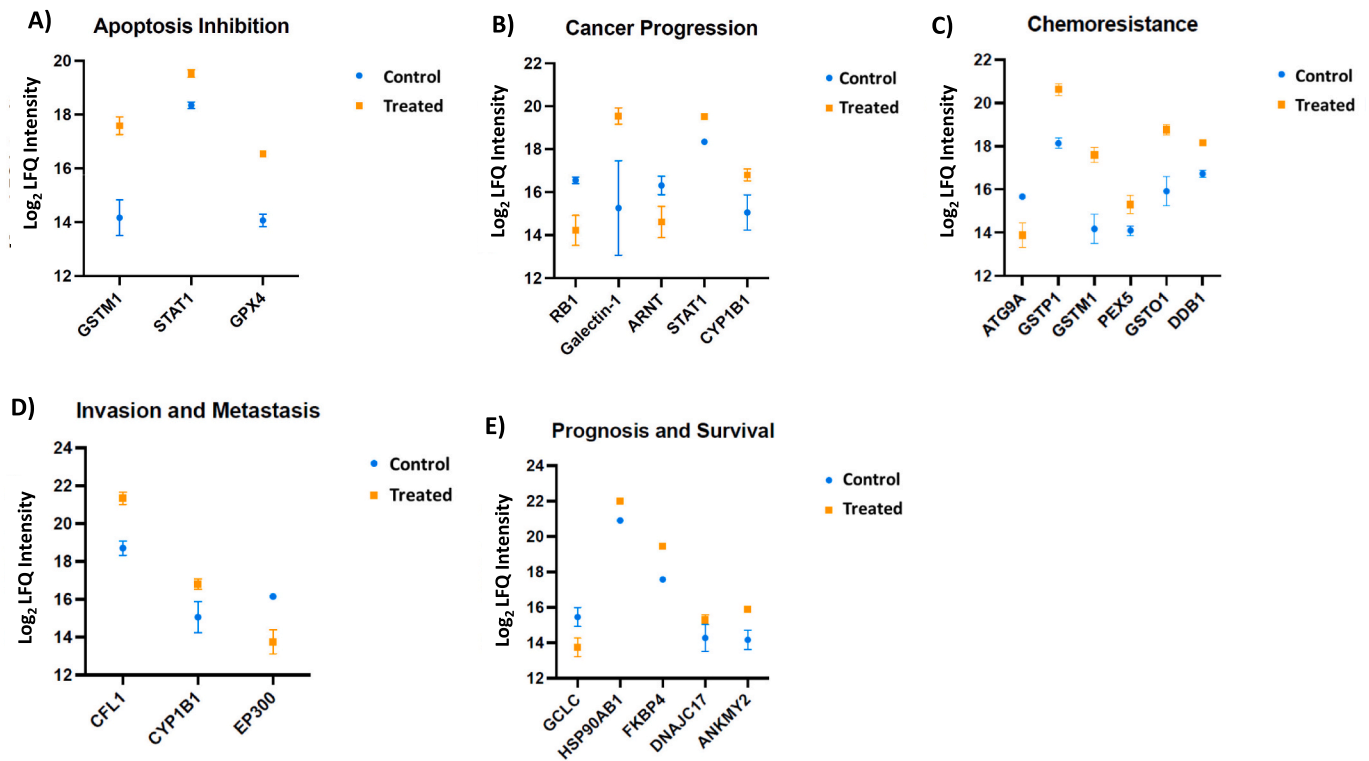 A)
Apoptosis Inhibition
Log2 LFQ Intensity
20
18
16
14
12
GSTM1
STAT1
GPX4
Control
Treated
B)
Cancer Progression
Log2 LFQ Intensity
22
20
18
16
14
12
RB1
Galectin-1
ARNT
STAT1
CYP1B1
Control
Treated
C)
Chemoresistance
Log2 LFQ Intensity
22
20
18
16
14
12
ATG9A
GSTP1
GSTM1
PEX5
GSTO1
DDB1
Control
Treated
D)
Invasion and Metastasis
Log2 LFQ Intensity
24
22
20
18
16
14
12
CFL1
CYP1B1
EP300
Control
Treated
E)
Prognosis and Survival
Log2 LFQ Intensity
24
22
20
18
16
14
12
GCLC
HSP90AB1
FKBP4
DNAJC17
ANKMY2
Control
Treated